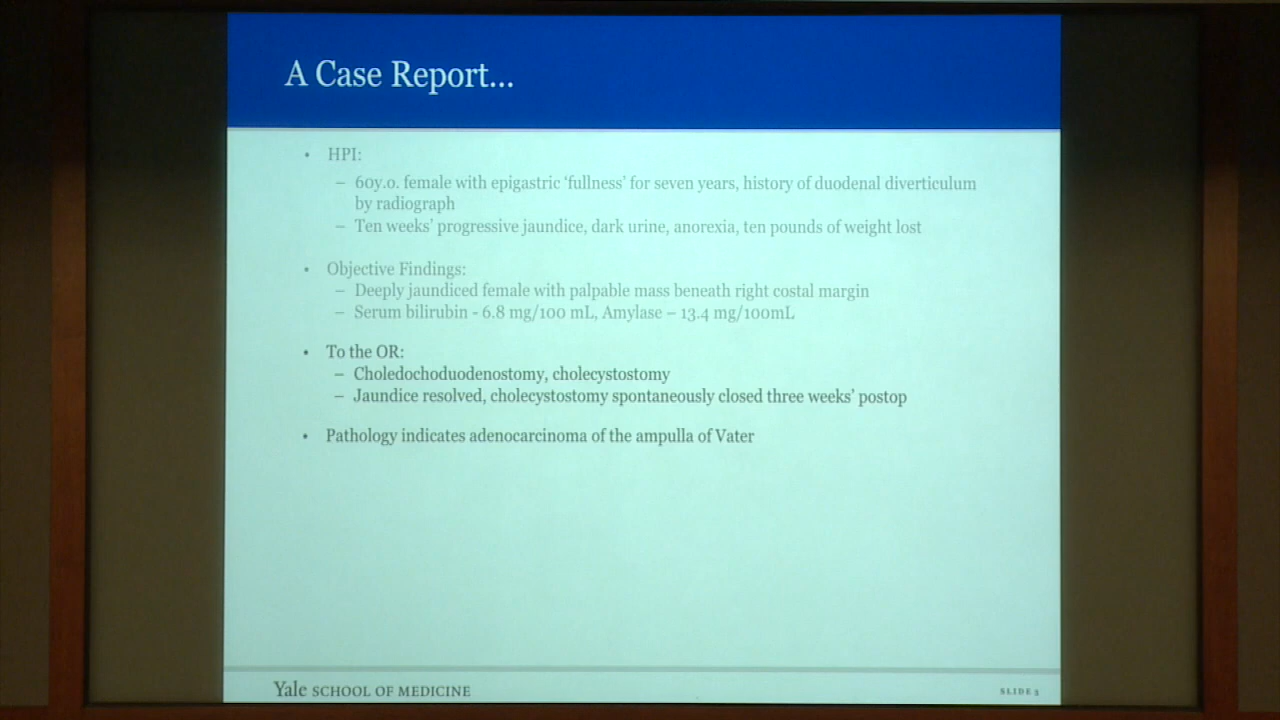 A Case Report...
• HPI:
– 60y.o. female with epigastric ‘fullness’ for seven years, history of duodenal diverticulum
by radiograph
– Ten weeks’ progressive jaundice, dark urine, anorexia, ten pounds of weight lost
• Objective Findings:
– Deeply jaundiced female with palpable mass beneath right costal margin
– Serum bilirubin - 6.8 mg/100 mL, Amylase – 13.4 mg/100mL
• To the OR:
– Choledochoduodenostomy, cholecystostomy
– Jaundice resolved, cholecystostomy spontaneously closed three weeks’ postop
• Pathology indicates adenocarcinoma of the ampulla of Vater
Yale SCHOOL OF MEDICINE
SLIDE 3